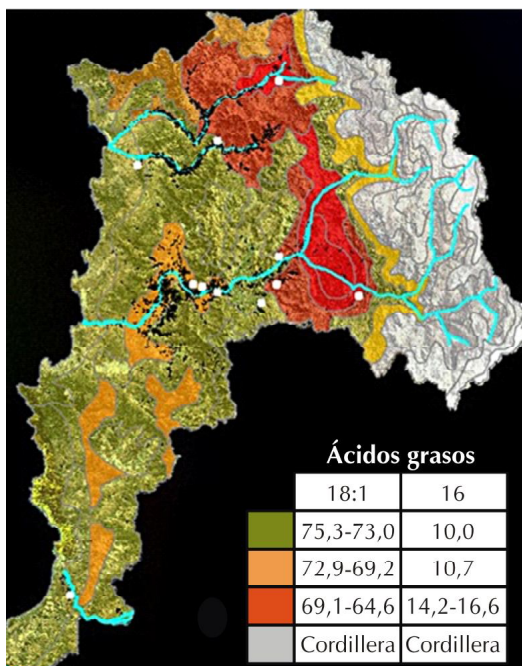 Ácidos grasos
18:1 16
75,3-73,0 10,0
72,9-69,2 10,7
69,1-64,6 14,2-16,6
Cordillera Cordillera